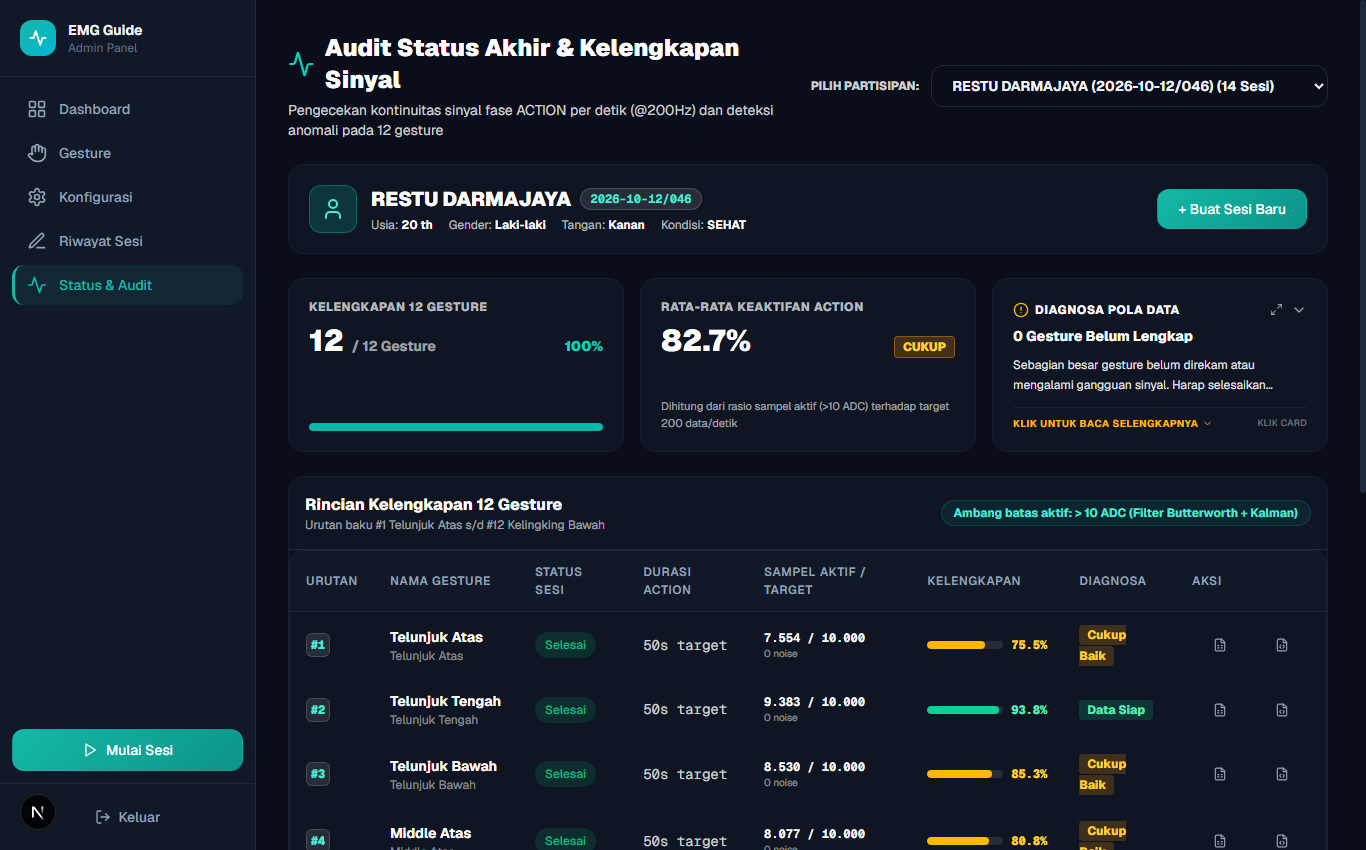 EMG Guide
Admin Panel
Dashboard
Gesture
Konfigurasi
Riwayat Sesi
Status & Audit
Mulai Sesi
N
Keluar
Audit Status Akhir & Kelengkapan
Sinyal
Pengecekan kontinuitas sinyal fase ACTION per detik (@200Hz) dan deteksi
anomali pada 12 gesture
PILIH PARTISIPAN:
RESTU DARMAJAYA (2026-10-12/046) (14 Sesi)
RESTU DARMAJAYA 2026-10-12/046
Usia: 20 th Gender: Laki-laki Tangan: Kanan Kondisi: SEHAT
+ Buat Sesi Baru
KELENGKAPAN 12 GESTURE
12 / 12 Gesture 100%
RATA-RATA KEAKTIFAN ACTION
82.7%
CUKUP
Dihitung dari rasio sampel aktif (>10 ADC) terhadap target
200 data/detik
DIAGNOSA POLA DATA
0 Gesture Belum Lengkap
Sebagian besar gesture belum direkam atau
mengalami gangguan sinyal. Harap selesaikan...
KLIK UNTUK BACA SELENGKAPNYA KLIK CARD
Rincian Kelengkapan 12 Gesture
Urutan baku #1 Telunjuk Atas s/d #12 Kelingking Bawah
Ambang batas aktif: > 10 ADC (Filter Butterworth + Kalman)
URUTAN NAMA GESTURE STATUS SESI DURASI ACTION SAMPEL AKTIF / TARGET KELENGKAPAN DIAGNOSA AKSI
#1 Telunjuk Atas Selesai 50s target 7.554 / 10.000 75.5% Cukup Baik
Telunjuk Atas 0 noise
#2 Telunjuk Tengah Selesai 50s target 9.383 / 10.000 93.8% Data Siap
Telunjuk Tengah 0 noise
#3 Telunjuk Bawah Selesai 50s target 8.530 / 10.000 85.3% Cukup Baik
Telunjuk Bawah 0 noise
#4 Middle Atas Selesai 50s target 8.077 / 10.000 80.8% Cukup